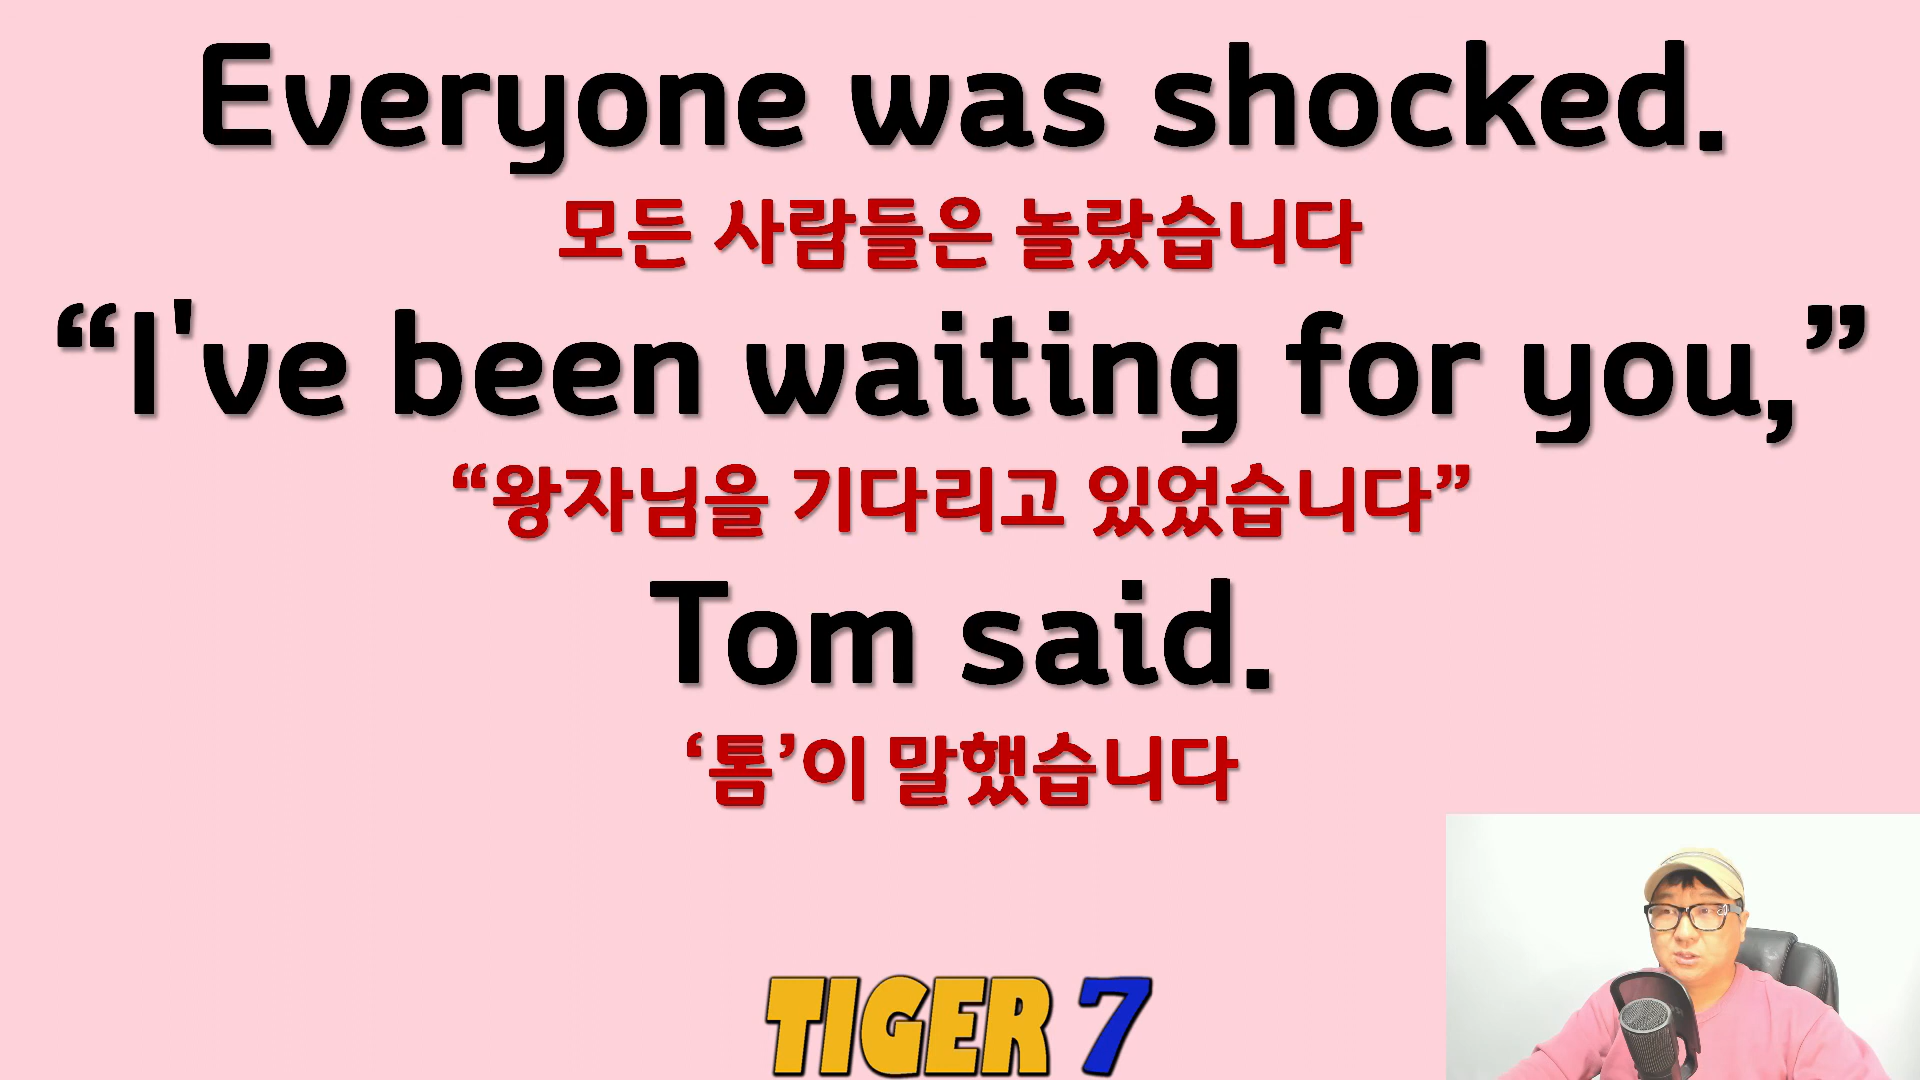 Everyone was shocked.
모든 사람들은 놀랐습니다
“I've been waiting for you,”
“왕자님을 기다리고 있었습니다”
Tom said.
‘톰’이 말했습니다
TIGER 7